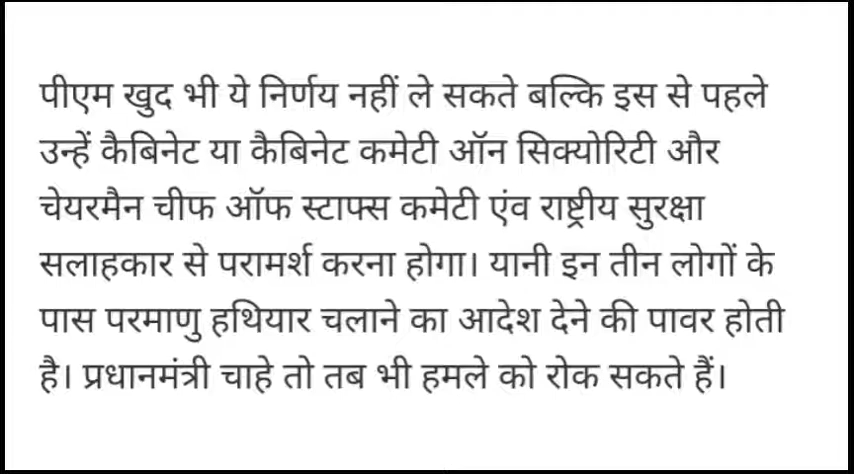 पीएम खुद भी ये निर्णय नहीं ले सकते बल्कि इस से पहले
उन्हें कैबिनेट या कैबिनेट कमेटी ऑन सिक्योरिटी और
चेयरमैन चीफ ऑफ स्टाफ्स कमेटी एंव राष्ट्रीय सुरक्षा
सलाहकार से परामर्श करना होगा। यानी इन तीन लोगों के
पास परमाणु हथियार चलाने का आदेश देने की पावर होती
है। प्रधानमंत्री चाहे तो तब भी हमले को रोक सकते हैं।